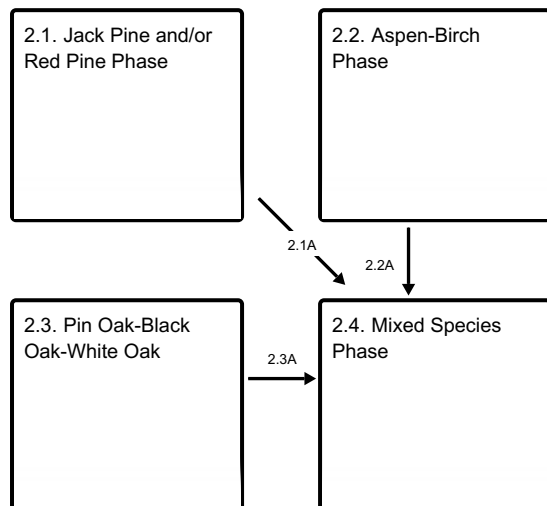 2.1. Jack Pine and/or
Red Pine Phase
2.2. Aspen-Birch
Phase
2.1A
2.2A
2.3. Pin Oak-Black
Oak-White Oak
2.3A
2.4. Mixed Species
Phase